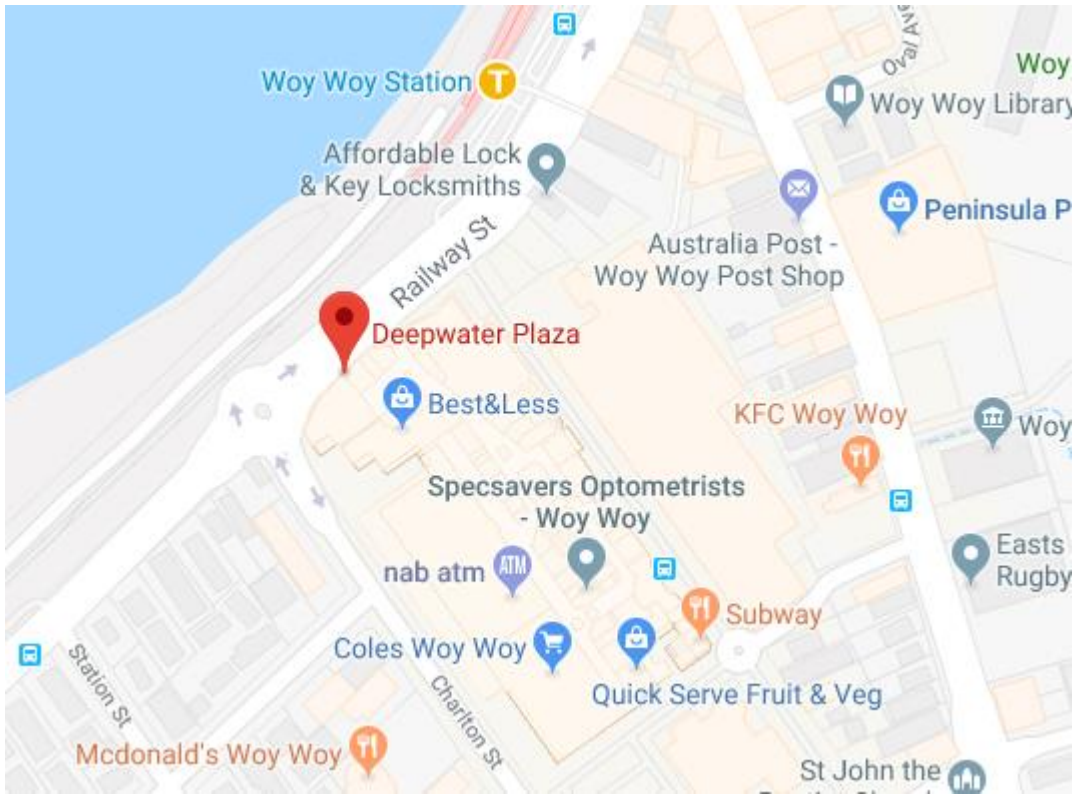 Oval Ave
Woy
Woy Woy Station
T
Woy Woy Library
Affordable Lock
& Key Locksmiths
Peninsula P
Railway St
Australia Post -
Woy Woy Post Shop
Deepwater Plaza
Best&Less
KFC Woy Woy
Woy
Specsavers Optometrists
- Woy Woy
Easts
Rugby
nab atm
ATM
Subway
Coles Woy Woy
Station St
Charlton St
Quick Serve Fruit & Veg
Mcdonald's Woy Woy
St John the